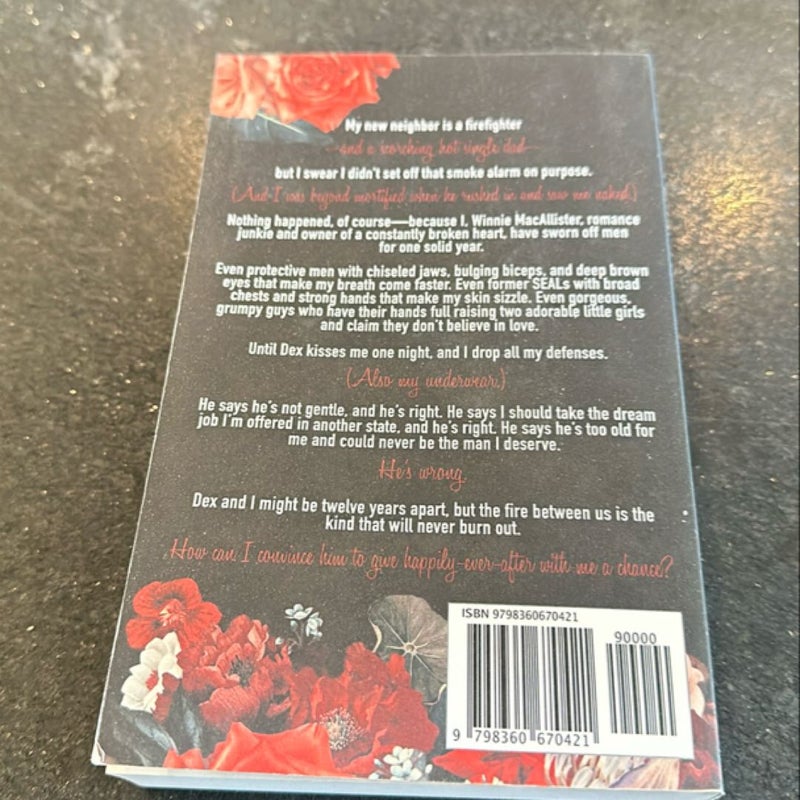 My new neighbor is a firefighter
—and a scorching hot single dad—
but I swear I didn't set off that smoke alarm on purpose.
(And I was beyond mortified when he rushed in and saw me naked.)
Nothing happened, of course—because I, Winnie MacAllister, romance
junkie and owner of a constantly broken heart, have sworn off men
for one solid year.
Even protective men with chiseled jaws, bulging biceps, and deep brown
eyes that make my breath come faster. Even former SEALs with broad
chests and strong hands that make my skin sizzle. Even gorgeous,
grumpy guys who have their hands full raising two adorable little girls
and claim they don't believe in love.
Until Dex kisses me one night, and I drop all my defenses.
(Also my underwear.)
He says he's not gentle, and he's right. He says I should take the dream
job I'm offered in another state, and he's right. He says he's too old for
me and could never be the man I deserve.
He's wrong.
Dex and I might be twelve years apart, but the fire between us is the
kind that will never burn out.
How can I convince him to give happily-ever-after with me a chance?
ISBN 9798360670421
90000
9 798360 670421